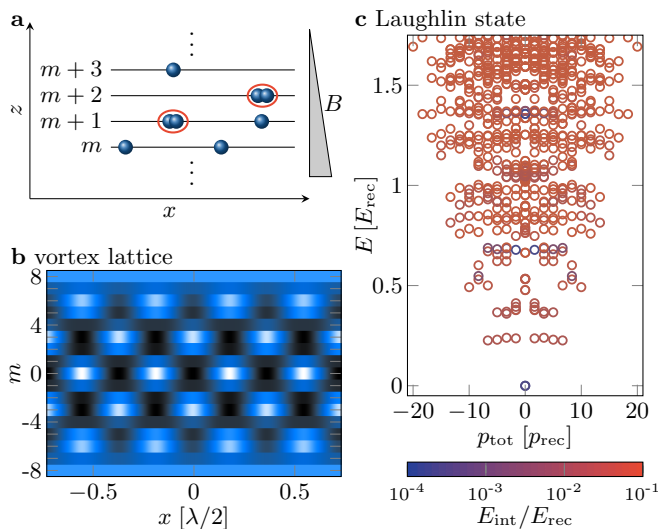 a
z
m + 3
m + 2
m + 1
m
B
x
b vortex lattice
m
8
4
0
-4
-8
−0.5
0
0.5
x [λ/2]
c Laughlin state
E [E_rec]
1.5
1
0.5
0
−20
−10
0
10
20
p_tot [p_rec]
10^−4
10^−3
10^−2
10^−1
E_int/E_rec